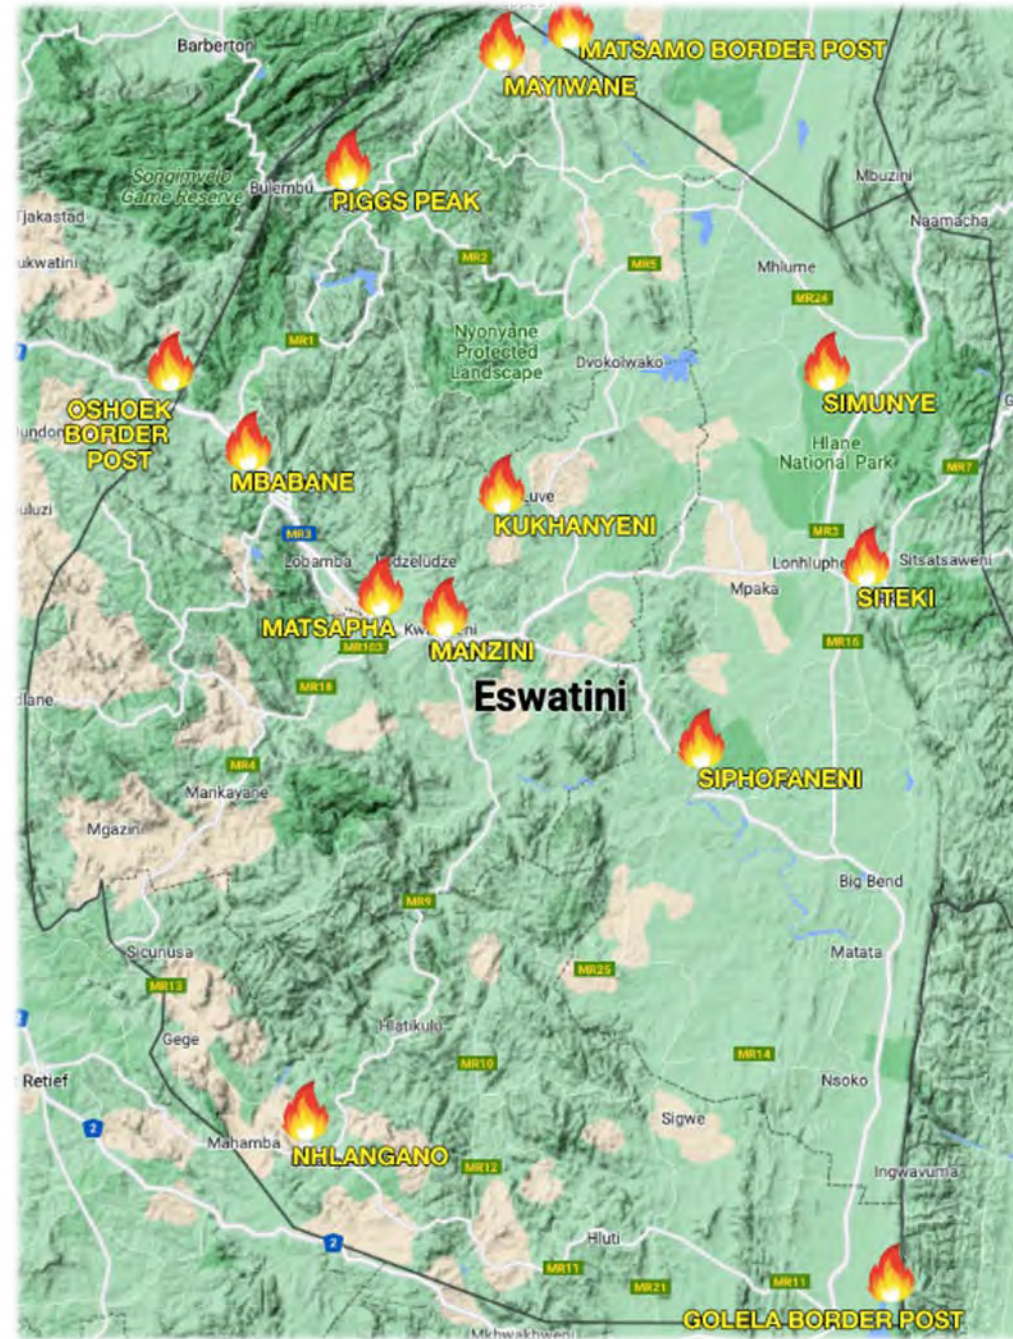 Barberton
MATSAMO BORDER POST
MAYIWANE
Songimvelo
Game Reserve
Bulembu
PIGGS PEAK
Mbuzini
Tjakastad
Naamacha
ukwatini
MR2
MR5
Mhlume
MR24
MR1
Nyonyane
Protected
Landscape
Dvokolwako
OSHOEK
BORDER
POST
SIMUNYE
MBABANE
Hlane
National Park
MR7
KUKHANYENI
Luve
MR3
MR3
Lobamba
Lonhluphe
Sitsatsaweni
Mpaka
SITEKI
MATSAPHA
MR103
MANZINI
MR16
MR18
Eswatini
MR4
SIPHOFANENI
Mankayane
Mgazini
Big Bend
MR9
Sicunusa
Matata
MR25
MR13
Gege
Hlatikulu
MR10
MR14
Retief
Nsoko
2
Sigwe
Mahamba
NHLANGANO
MR12
Ingwavuma
2
Hluti
MR11
MR21
MR11
GOLELA BORDER POST